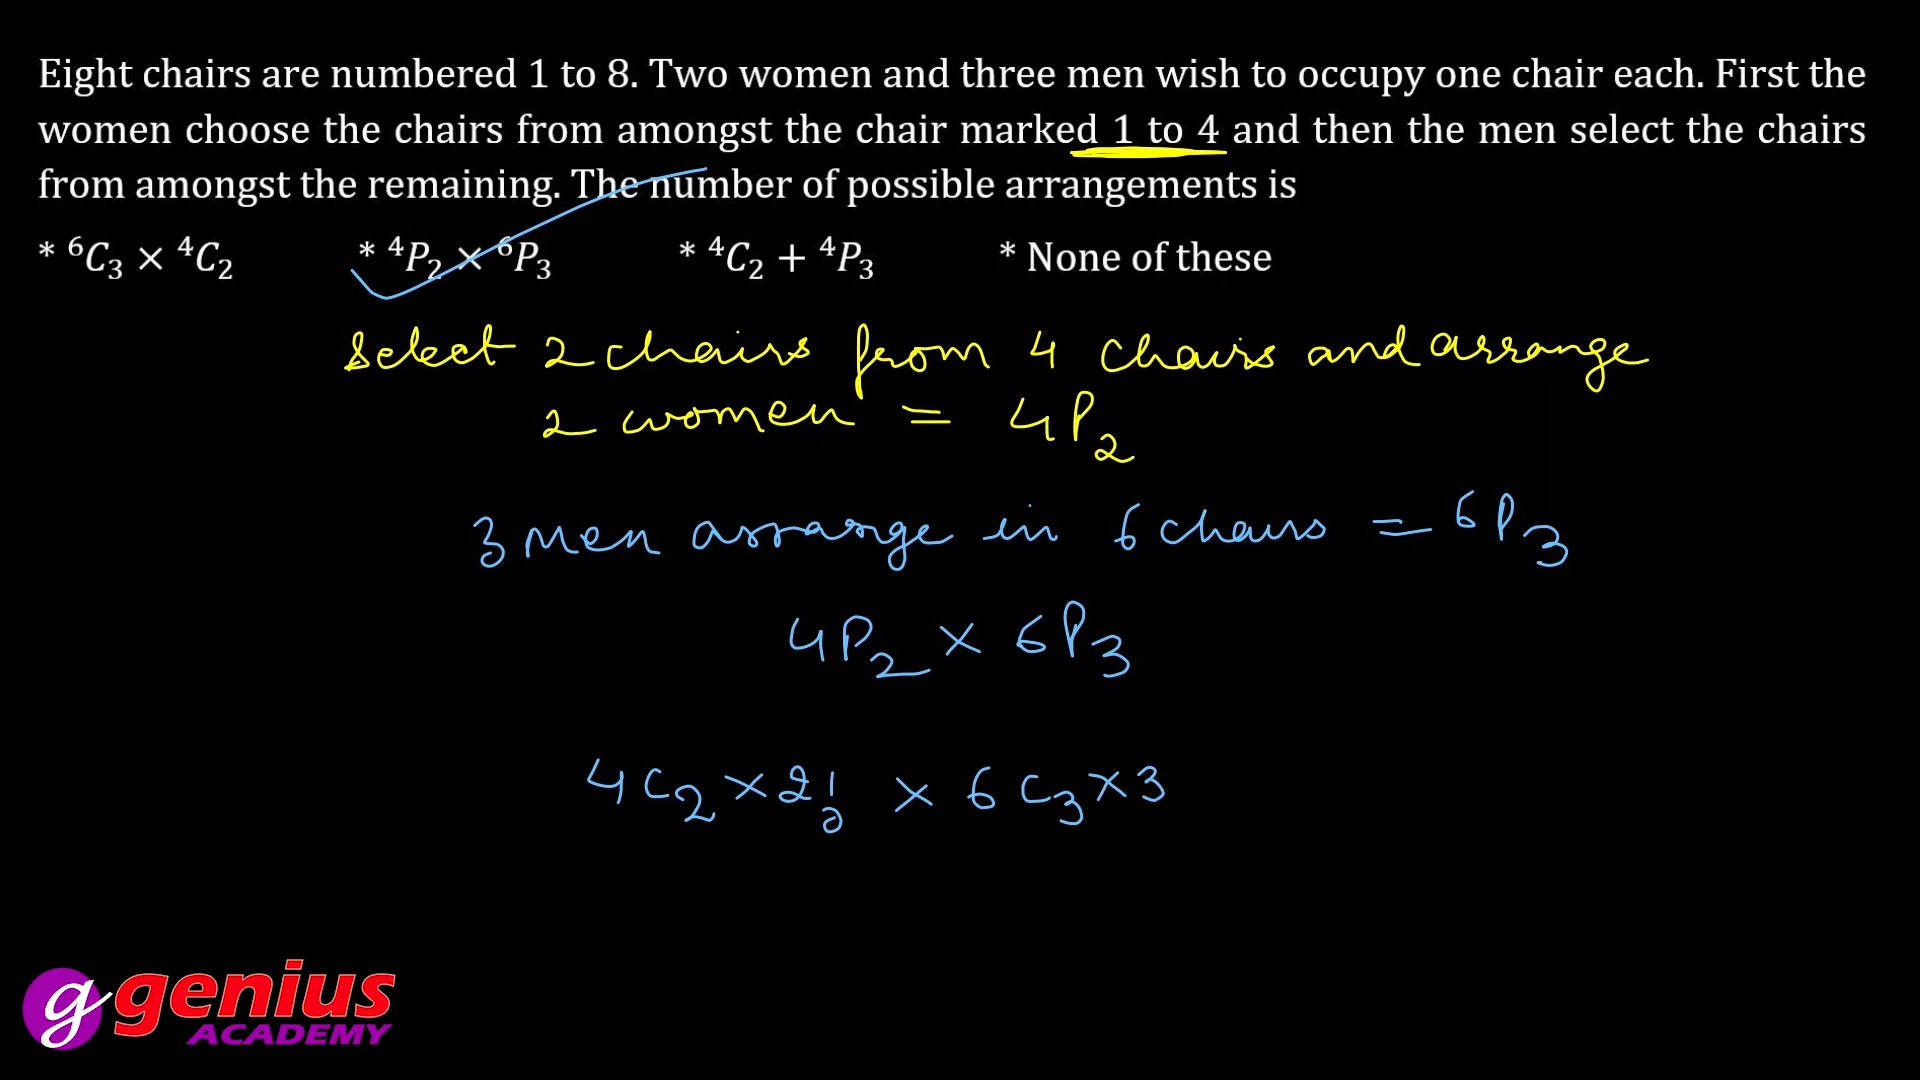 Eight chairs are numbered 1 to 8. Two women and three men wish to occupy one chair each. First the
women choose the chairs from amongst the chair marked 1 to 4 and then the men select the chairs
from amongst the remaining. The number of possible arrangements is
* ⁶C₃ × ⁴C₂ * ⁴P₂ × ⁶P₃ * ⁴C₂ + ⁴P₃ * None of these
Select 2 chairs from 4 chairs and arrange
2 women = 4P₂
3 men arrange in 6 chairs = ⁶P₃
4P₂ × 6P₃
4C₂ × 2! × 6C₃ × 3
g genius
ACADEMY